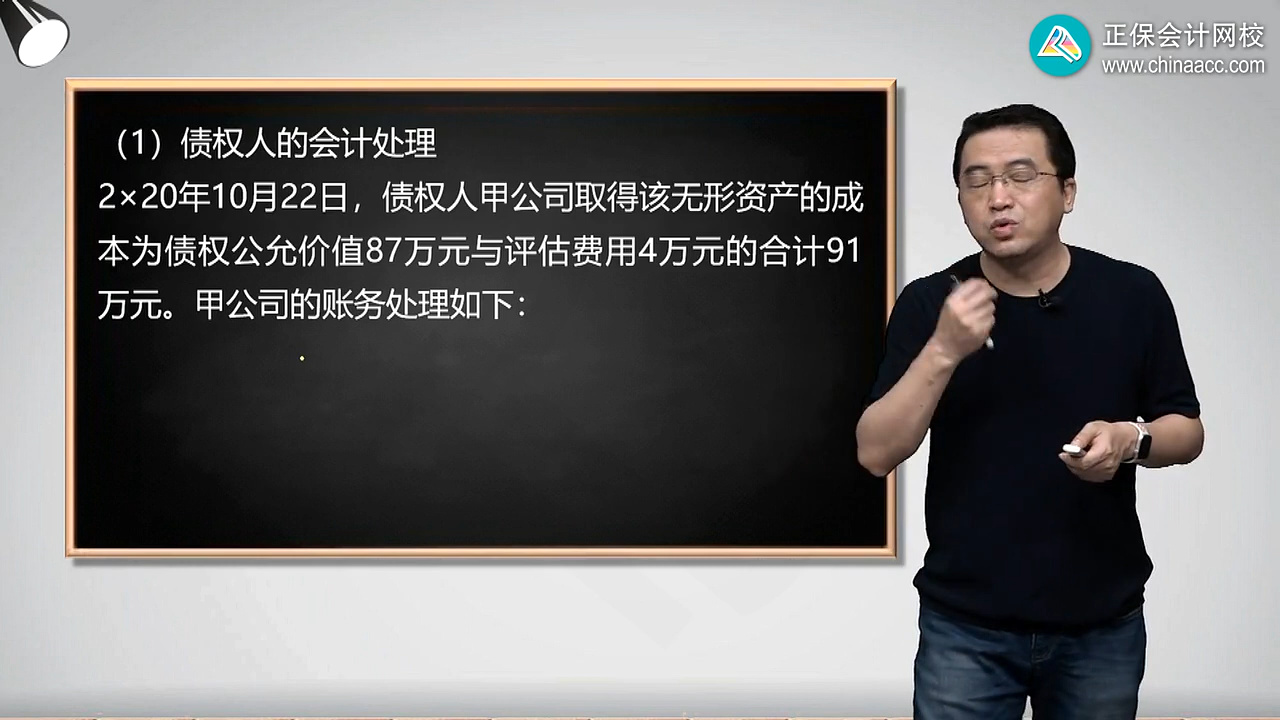 正保会计网校
www.chinaacc.com
（1）债权人的会计处理
2×20年10月22日，债权人甲公司取得该无形资产的成
本为债权公允价值87万元与评估费用4万元的合计91
万元。甲公司的账务处理如下：